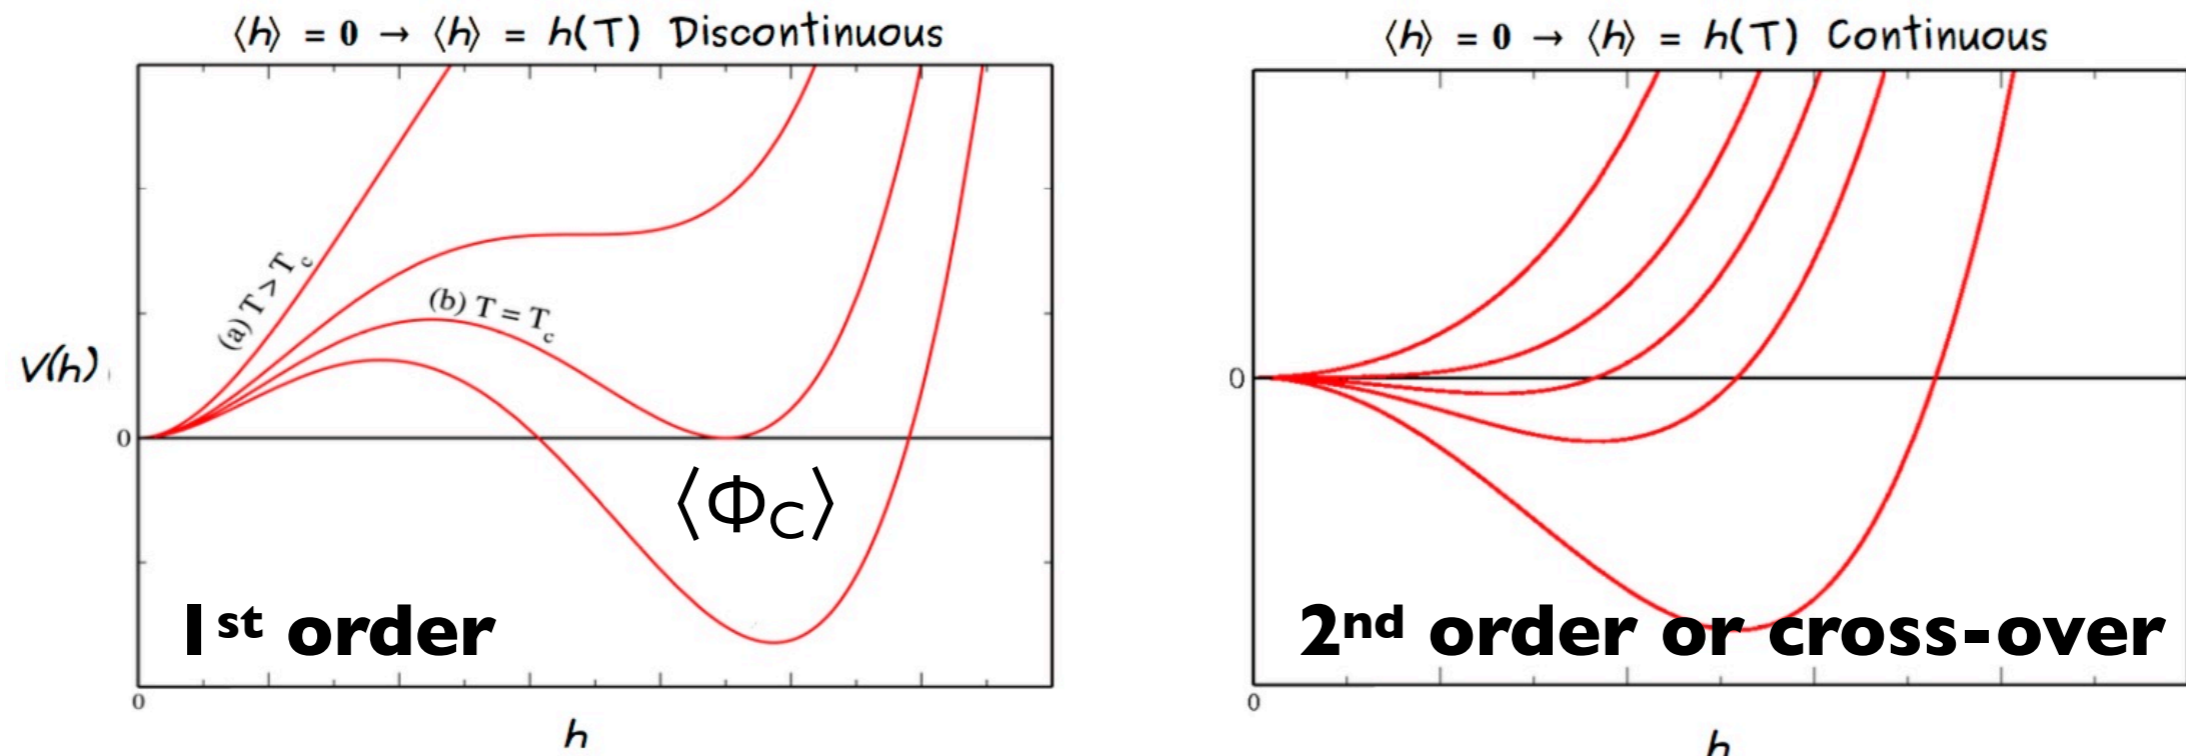 ⟨h⟩ = 0 → ⟨h⟩ = h(T) Discontinuous
(a) T > Tc
(b) T = Tc
V(h)
0
⟨Φc⟩
1st order
0
h
⟨h⟩ = 0 → ⟨h⟩ = h(T) Continuous
0
2nd order or cross-over
0
h